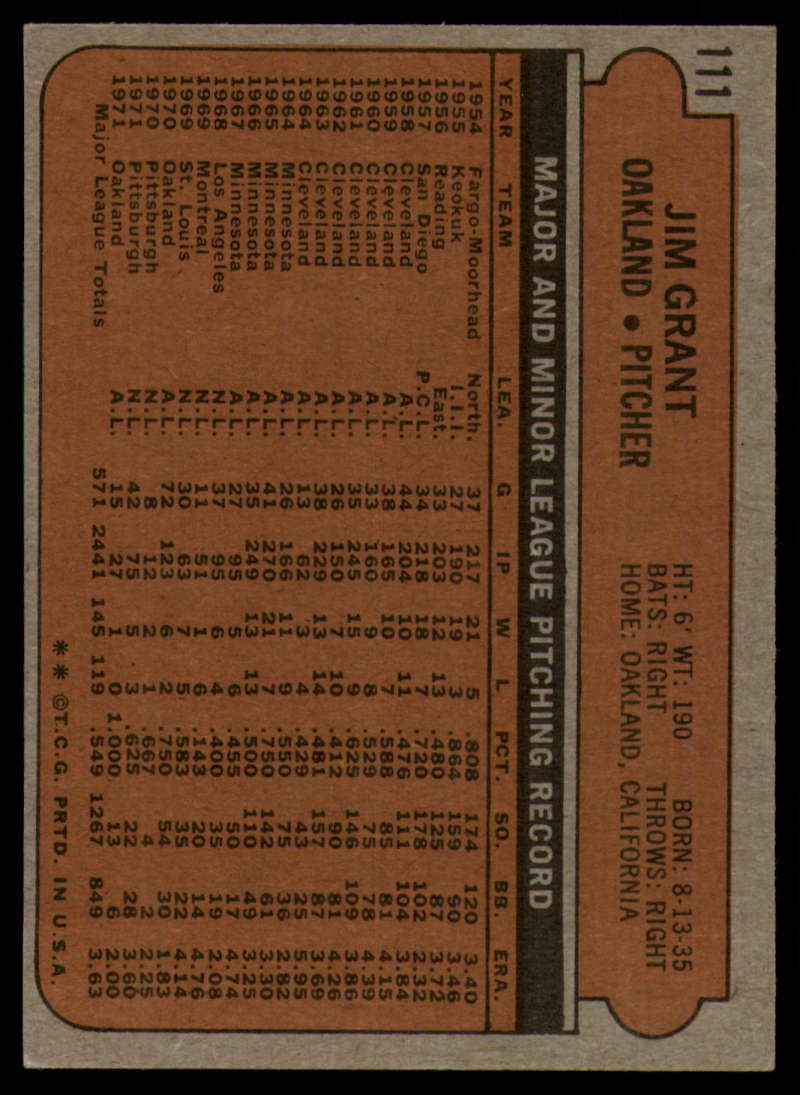 111
JIM GRANT
OAKLAND • PITCHER
HT: 6' WT: 190 BORN: 8-13-35
BATS: RIGHT THROWS: RIGHT
HOME: OAKLAND, CALIFORNIA
MAJOR AND MINOR LEAGUE PITCHING RECORD
YEAR TEAM LEA. G IP W L PCT. SO. BB. ERA.
1954 Fargo-Moorhead North. 37 217 21 5 .808 174 120 3.40
1955 Keokuk I.I.I. 27 190 19 3 .864 159 90 3.46
1956 Reading East. 33 203 12 13 .480 125 87 3.72
1957 San Diego P.C.L. 34 218 18 7 .720 178 102 2.32
1958 Cleveland A.L. 44 204 10 11 .476 111 104 3.84
1959 Cleveland A.L. 38 165 10 7 .588 85 81 4.15
1960 Cleveland A.L. 33 160 9 8 .529 75 78 4.39
1961 Cleveland A.L. 35 245 15 9 .625 146 109 3.86
1962 Cleveland A.L. 26 150 7 10 .412 90 81 4.26
1963 Cleveland A.L. 38 229 13 14 .481 157 87 3.69
1964 Cleveland A.L. 13 62 3 4 .429 43 25 5.95
1964 Minnesota A.L. 26 166 11 9 .550 75 36 2.82
1965 Minnesota A.L. 41 270 21 7 .750 142 61 3.30
1966 Minnesota A.L. 35 249 13 13 .500 110 49 3.25
1967 Minnesota A.L. 27 95 5 6 .455 50 17 4.74
1968 Los Angeles N.L. 37 95 6 4 .400 35 19 2.08
1969 Montreal N.L. 11 51 1 6 .143 20 14 4.76
1969 St. Louis N.L. 30 63 7 5 .583 35 22 4.14
1970 Oakland A.L. 72 123 6 2 .750 54 30 1.83
1970 Pittsburgh N.L. 8 12 2 1 .667 4 2 2.25
1971 Pittsburgh N.L. 42 75 5 3 .625 22 28 3.60
1971 Oakland A.L. 15 27 1 0 1.000 13 6 2.00
Major League Totals 571 2441 145 119 .549 1267 849 3.63
** ©T.C.G. PRTD. IN U.S.A.